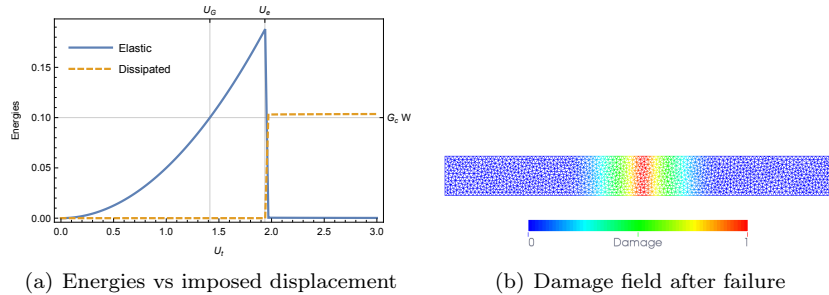 U_G U_e
Elastic
Dissipated
0.15
0.10
0.05
0.00
Energies
G_c W
0.0 0.5 1.0 1.5 2.0 2.5 3.0
U_t
0 1
Damage
(a) Energies vs imposed displacement
(b) Damage field after failure